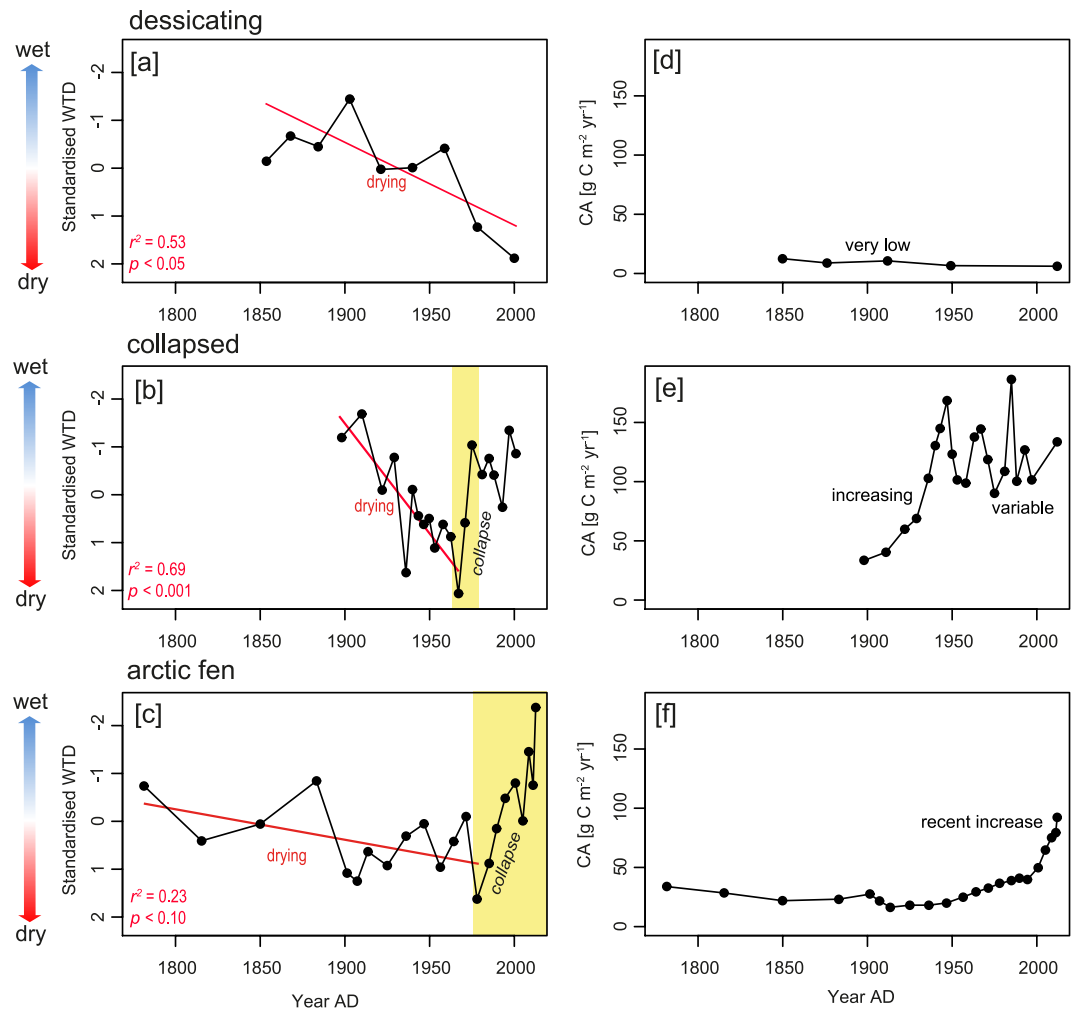 dessicating
wet
dry
Standardised WTD
-2
-1
0
1
2
[a]
drying
r² = 0.53
p < 0.05
1800
1850
1900
1950
2000
CA [g C m⁻² yr⁻¹]
150
100
50
0
[d]
very low
1800
1850
1900
1950
2000
collapsed
wet
dry
Standardised WTD
-2
-1
0
1
2
[b]
drying
collapse
r² = 0.69
p < 0.001
1800
1850
1900
1950
2000
CA [g C m⁻² yr⁻¹]
150
100
50
0
[e]
increasing
variable
1800
1850
1900
1950
2000
arctic fen
wet
dry
Standardised WTD
-2
-1
0
1
2
[c]
drying
collapse
r² = 0.23
p < 0.10
1800
1850
1900
1950
2000
Year AD
CA [g C m⁻² yr⁻¹]
150
100
50
0
[f]
recent increase
1800
1850
1900
1950
2000
Year AD